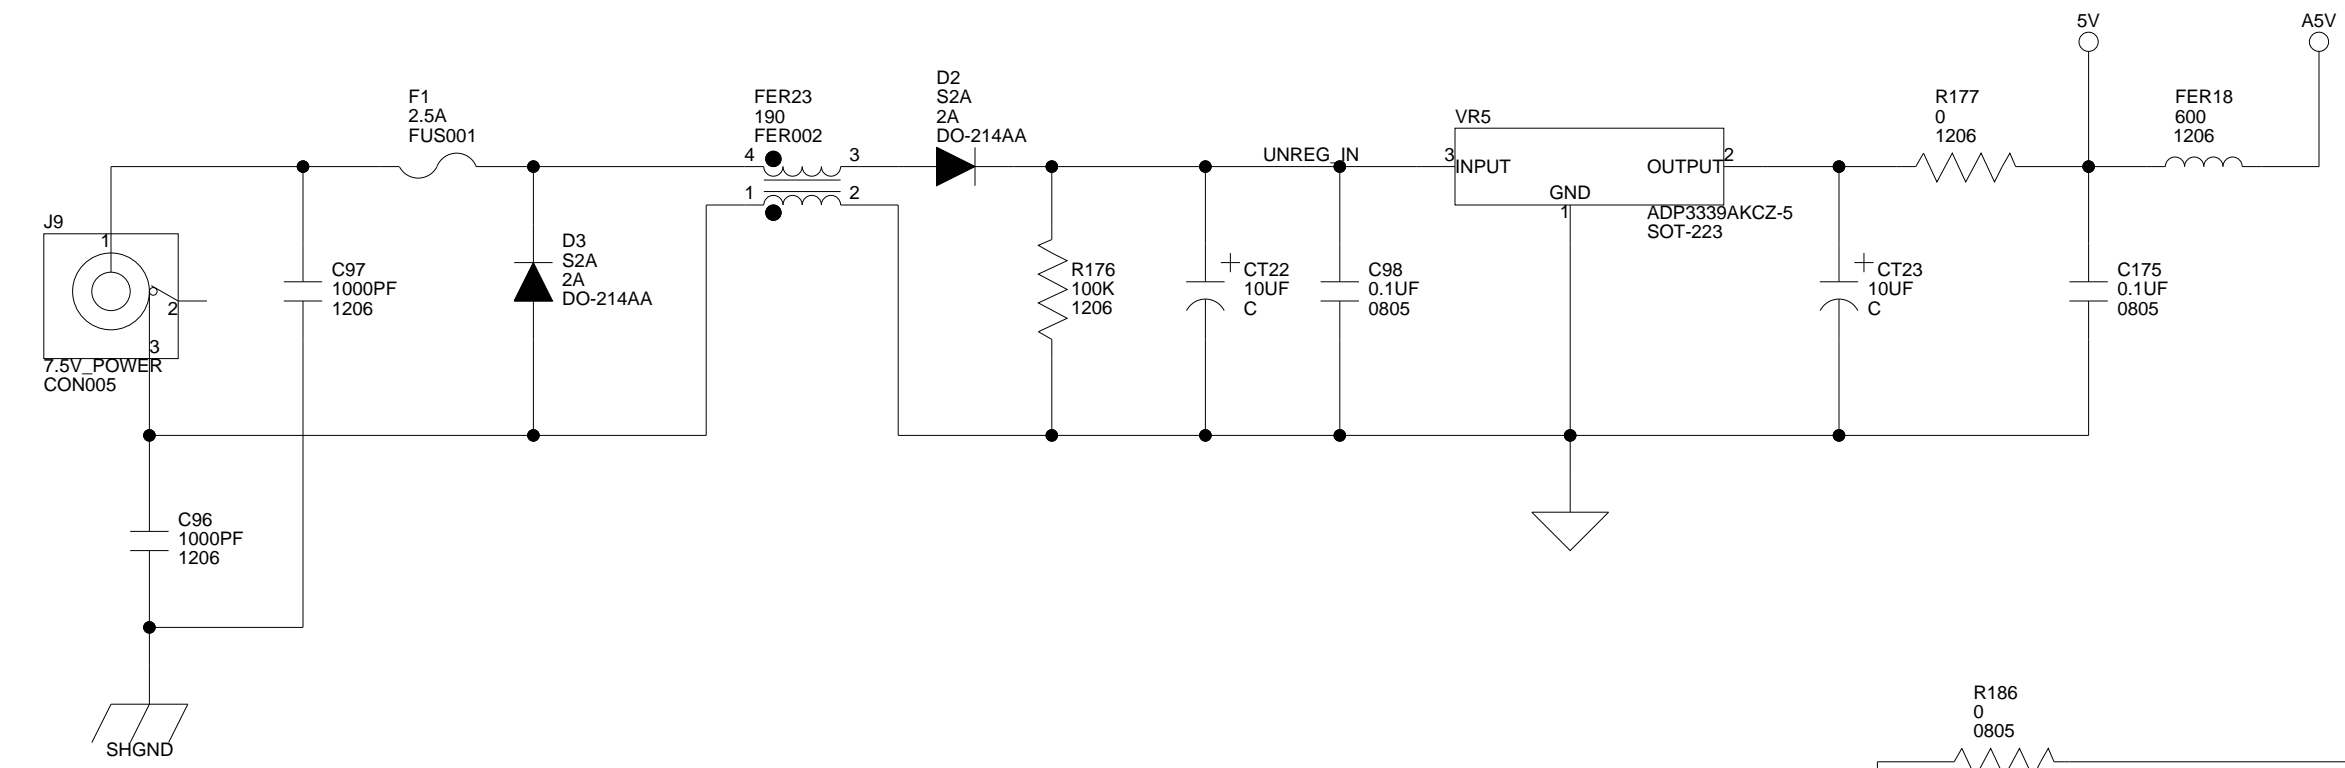 5V
A5V
D2
S2A
2A
DO-214AA
F1
2.5A
FUS001
FER23
190
FER002
4
3
1
2
UNREG_IN
VR5
3
INPUT
OUTPUT
2
GND
1
ADP3339AKCZ-5
SOT-223
R177
0
1206
FER18
600
1206
J9
1
2
3
7.5V_POWER
CON005
C97
1000PF
1206
D3
S2A
2A
DO-214AA
R176
100K
1206
+
CT22
10UF
C
C98
0.1UF
0805
+
CT23
10UF
C
C175
0.1UF
0805
C96
1000PF
1206
SHGND
R186
0
0805